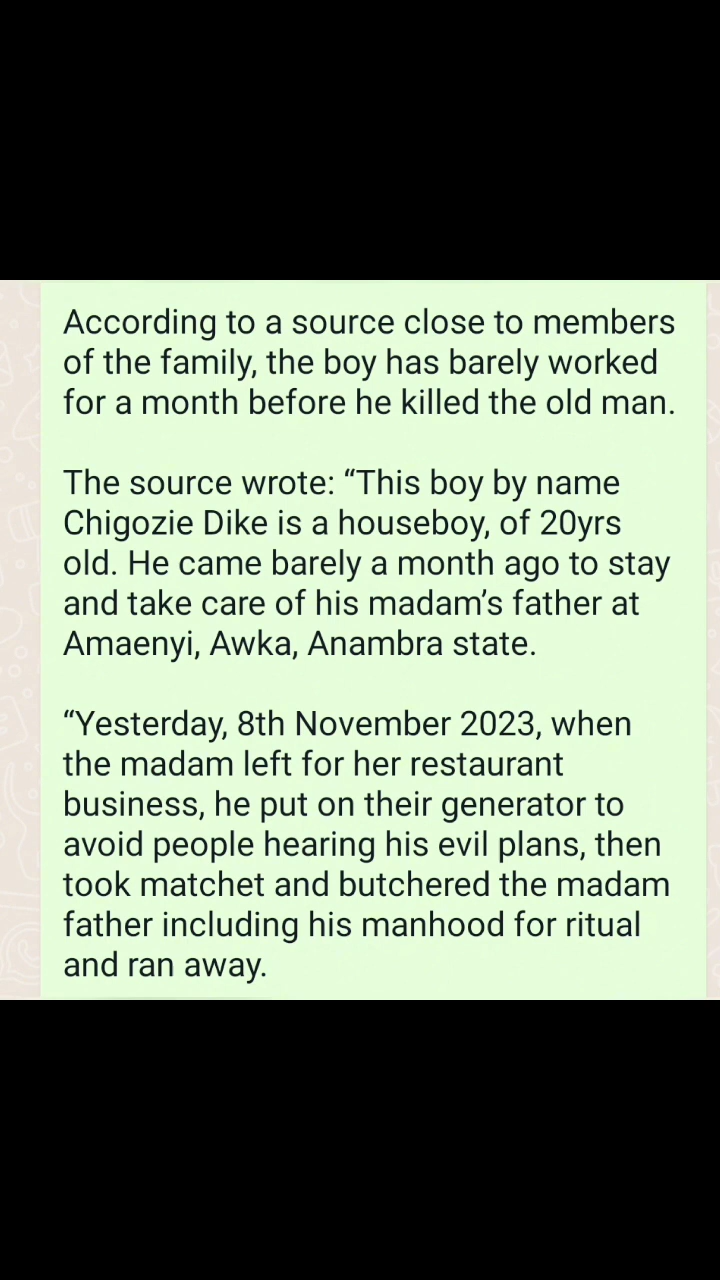 According to a source close to members
of the family, the boy has barely worked
for a month before he killed the old man.
The source wrote: “This boy by name
Chigozie Dike is a houseboy, of 20yrs
old. He came barely a month ago to stay
and take care of his madam’s father at
Amaenyi, Awka, Anambra state.
“Yesterday, 8th November 2023, when
the madam left for her restaurant
business, he put on their generator to
avoid people hearing his evil plans, then
took matchet and butchered the madam
father including his manhood for ritual
and ran away.